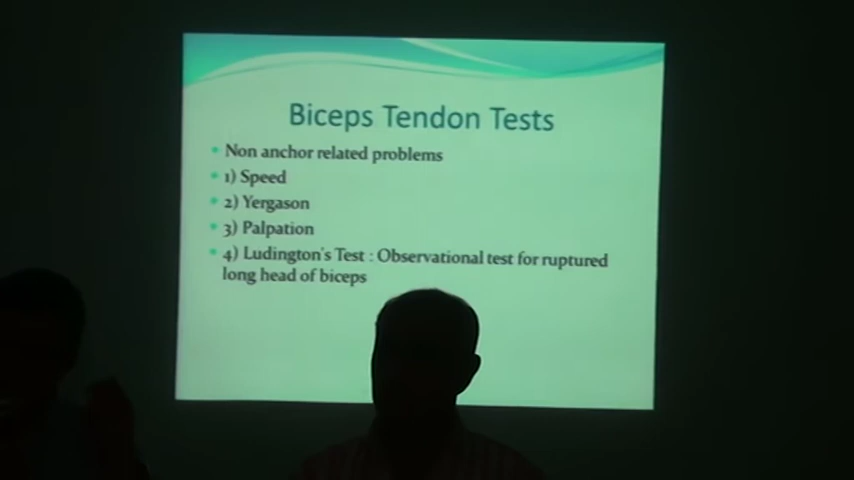 Biceps Tendon Tests
Non anchor related problems
1) Speed
2) Yergason
3) Palpation
4) Ludington's Test : Observational test for ruptured
long head of biceps